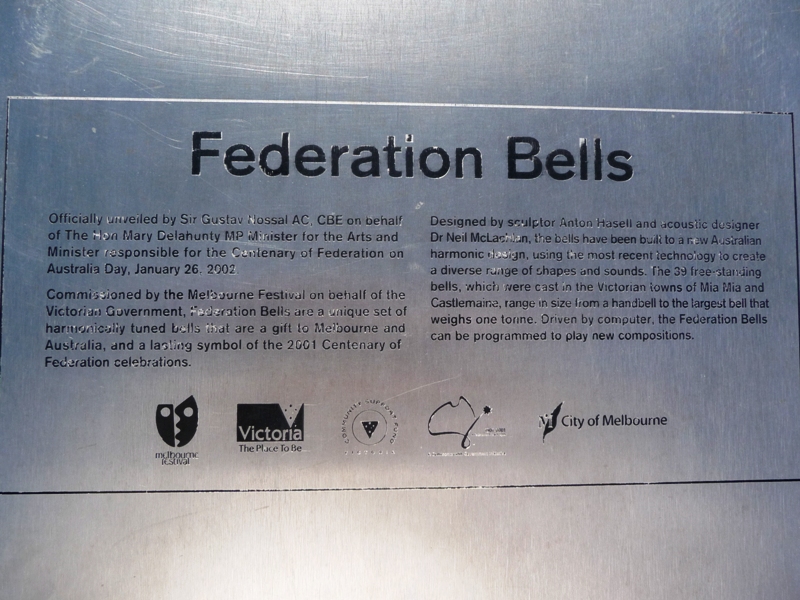 Federation Bells
Officially unveiled by Sir Gustav Nossal AC, CBE on behalf
of The Hon Mary Delahunty MP Minister for the Arts and
Minister responsible for the Centenary of Federation on
Australia Day, January 26, 2002
Commissioned by the Melbourne Festival on behalf of the
Victorian Government, Federation Bells are a unique set of
harmonically tuned bells that are a gift to Melbourne and
Australia, and a lasting symbol of the 2001 Centenary of
Federation celebrations.
Designed by sculptor Anton Hasell and acoustic designer
Dr Neil McLachlan, the bells have been built to a new Australian
harmonic design, using the most recent technology to create
a diverse range of shapes and sounds. The 39 free-standing
bells, which were cast in the Victorian towns of Mia Mia and
Castlemaine, range in size from a handbell to the largest bell that
weighs one tonne. Driven by computer, the Federation Bells
can be programmed to play new compositions.
melbourne
festival
Victoria
The Place To Be
COMMUNITY SUPPORT FUND
City of Melbourne